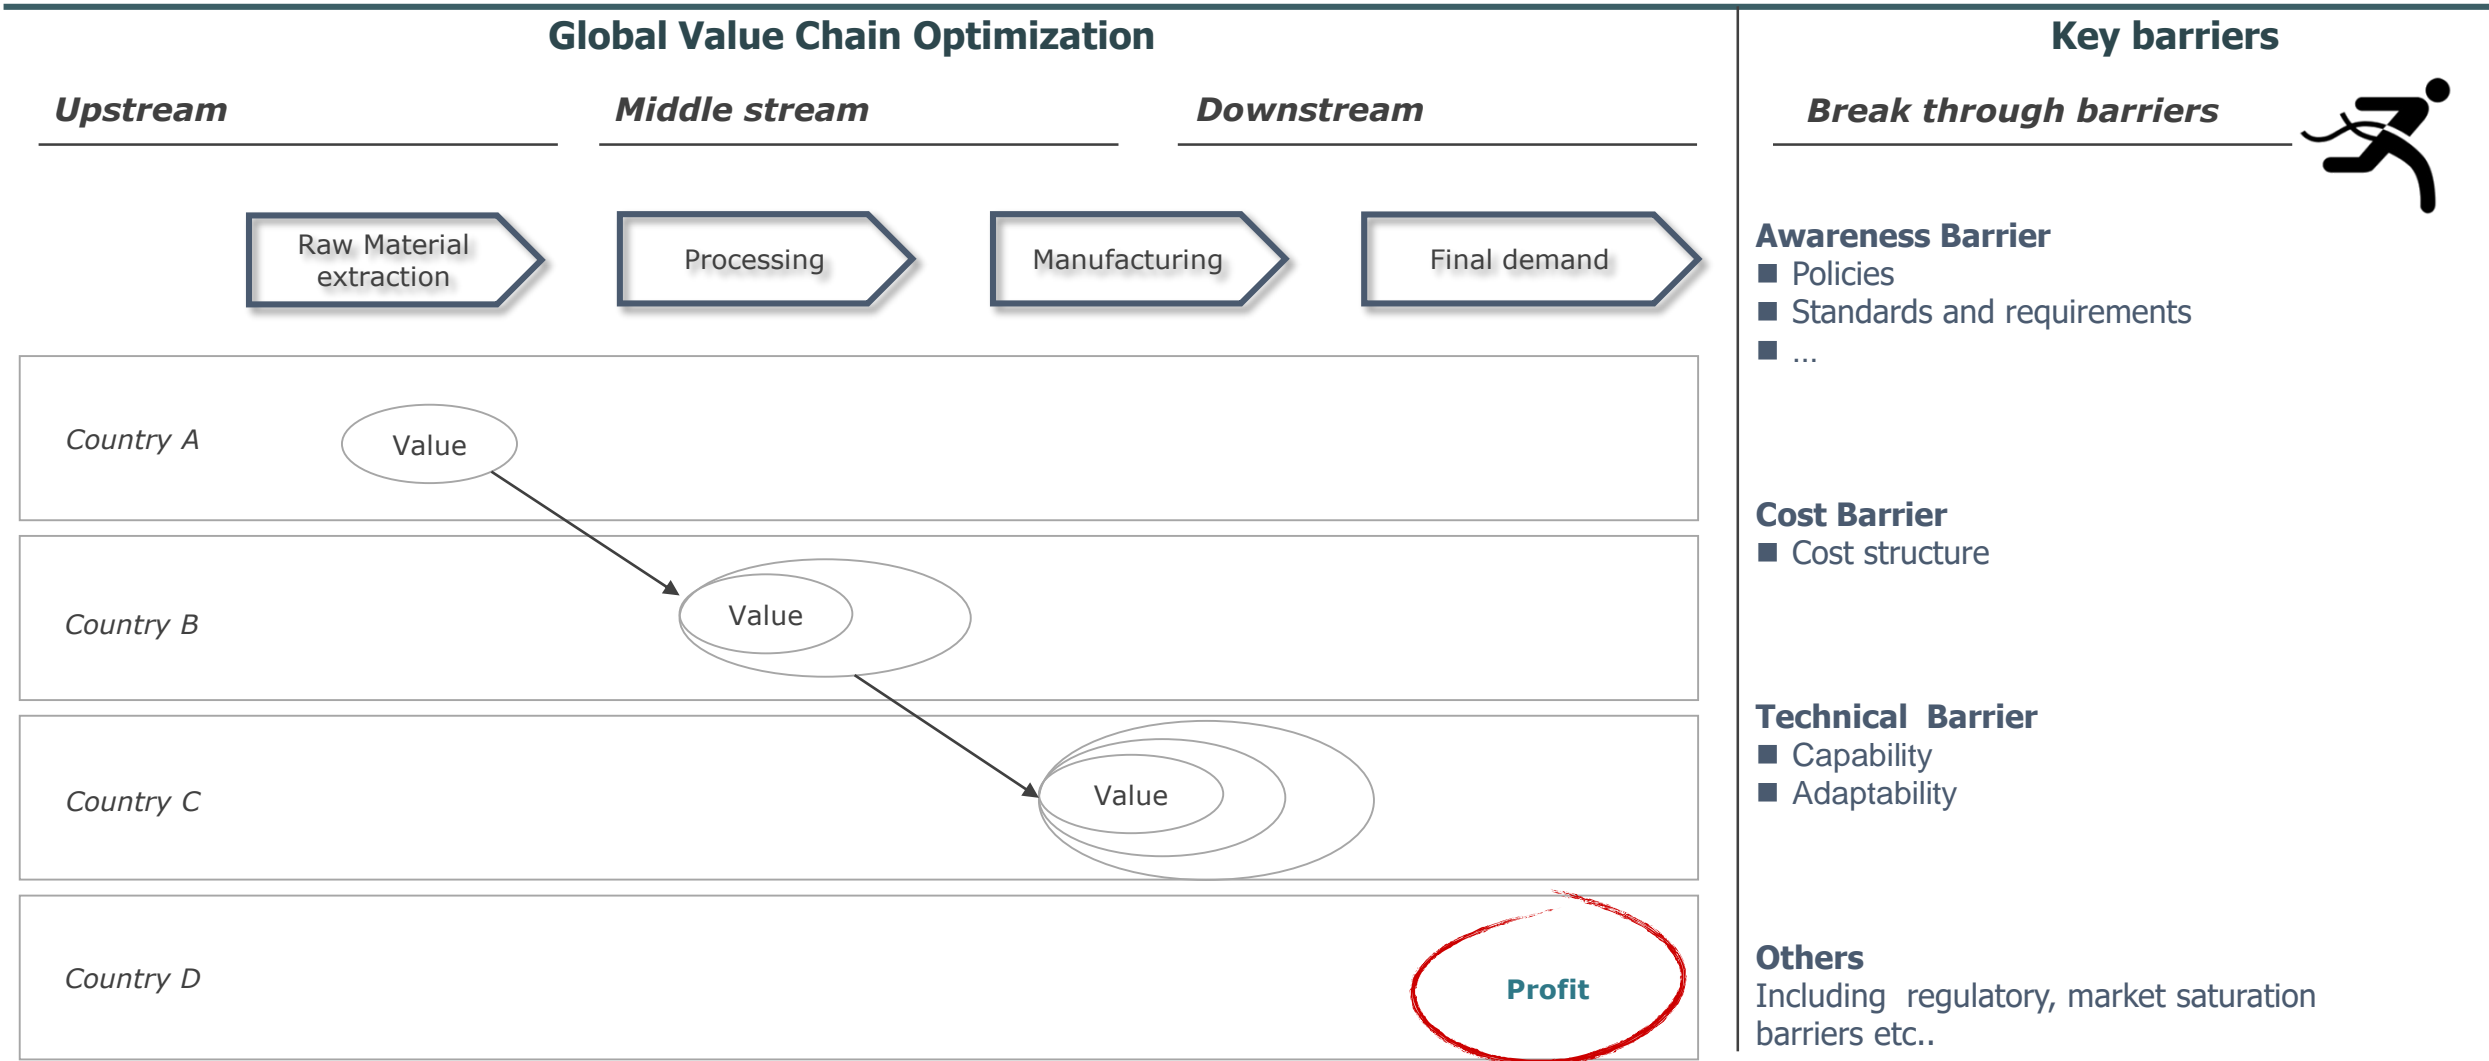 Global Value Chain Optimization
Upstream
Middle stream
Downstream
Raw Material
extraction
Processing
Manufacturing
Final demand
Country A
Value
Country B
Value
Country C
Value
Country D
Profit
Key barriers
Break through barriers
Awareness Barrier
■ Policies
■ Standards and requirements
■ ...
Cost Barrier
■ Cost structure
Technical  Barrier
■ Capability
■ Adaptability
Others
Including  regulatory, market saturation
barriers etc..